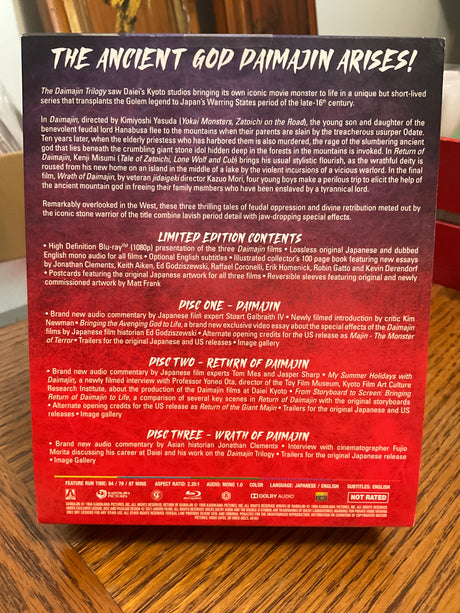 THE ANCIENT GOD DAIMAJIN ARISES!
The Daimajin Trilogy saw Daiei's Kyoto studios bringing its own iconic movie monster to life in a unique but short-lived
series that transplants the Golem legend to Japan's Warring States period of the late-16th century.
In Daimajin, directed by Kimiyoshi Yasuda (Yokai Monsters, Zatoichi on the Road), the young son and daughter of the
benevolent feudal lord Hanabusa flee to the mountains when their parents are slain by the treacherous usurper Odate.
Ten years later, when the elderly priestess who has harbored them is also murdered, the rage of the slumbering ancient
god that lies beneath the crumbling giant stone idol hidden deep in the forests in the mountains is invoked. In Return of
Daimajin, Kenji Misumi (Tale of Zatoichi, Lone Wolf and Cub) brings his usual stylistic flourish, as the wrathful deity is
roused from his new home on an island in the middle of a lake by the violent incursions of a vicious warlord. In the final
film, Wrath of Daimajin, by veteran jidaigeki director Kazuo Mori, four young boys make a perilous trip to elicit the help of
the ancient mountain god in freeing their family members who have been enslaved by a tyrannical lord.
Remarkably overlooked in the West, these three thrilling tales of feudal oppression and divine retribution meted out by
the iconic stone warrior of the title combine lavish period detail with jaw-dropping special effects.
LIMITED EDITION CONTENTS
• High Definition Blu-ray™ (1080p) presentation of the three Daimajin films • Lossless original Japanese and dubbed
English mono audio for all films • Optional English subtitles • Illustrated collector's 100 page book featuring new essays
by Jonathan Clements, Keith Aiken, Ed Godziszewski, Raffael Coronelli, Erik Homenick, Robin Gatto and Kevin Derendorf
• Postcards featuring the original Japanese artwork for all three films • Reversible sleeves featuring original and newly
commissioned artwork by Matt Frank
DISC ONE - DAIMAJIN
• Brand new audio commentary by Japanese film expert Stuart Galbraith IV • Newly filmed introduction by critic Kim
Newman • Bringing the Avenging God to Life, a brand new exclusive video essay about the special effects of the Daimajin
films by Japanese film historian Ed Godziszewski • Alternate opening credits for the US release as Majin - The Monster
of Terror • Trailers for the original Japanese and US releases • Image gallery
DISC TWO - RETURN OF DAIMAJIN
• Brand new audio commentary by Japanese film experts Tom Mes and Jasper Sharp • My Summer Holidays with
Daimajin, a newly filmed interview with Professor Yoneo Ota, director of the Toy Film Museum, Kyoto Film Art Culture
Research Institute, about the production of the Daimajin films at Daiei Kyoto • From Storyboard to Screen: Bringing
Return of Daimajin to Life, a comparison of several key scenes in Return of Daimajin with the original storyboards
• Alternate opening credits for the US release as Return of the Giant Majin • Trailers for the original Japanese and US
releases • Image gallery
DISC THREE - WRATH OF DAIMAJIN
• Brand new audio commentary by Asian historian Jonathan Clements • Interview with cinematographer Fujio
Morita discussing his career at Daiei and his work on the Daimajin Trilogy • Trailers for the original Japanese release
• Image Gallery
FEATURE RUN TIME: 84 / 79 / 87 MINS ASPECT RATIO: 2.35:1 AUDIO: MONO 1.0 COLOR LANGUAGE: JAPANESE / ENGLISH SUBTITLES: ENGLISH
DOLBY AUDIO
NOT RATED